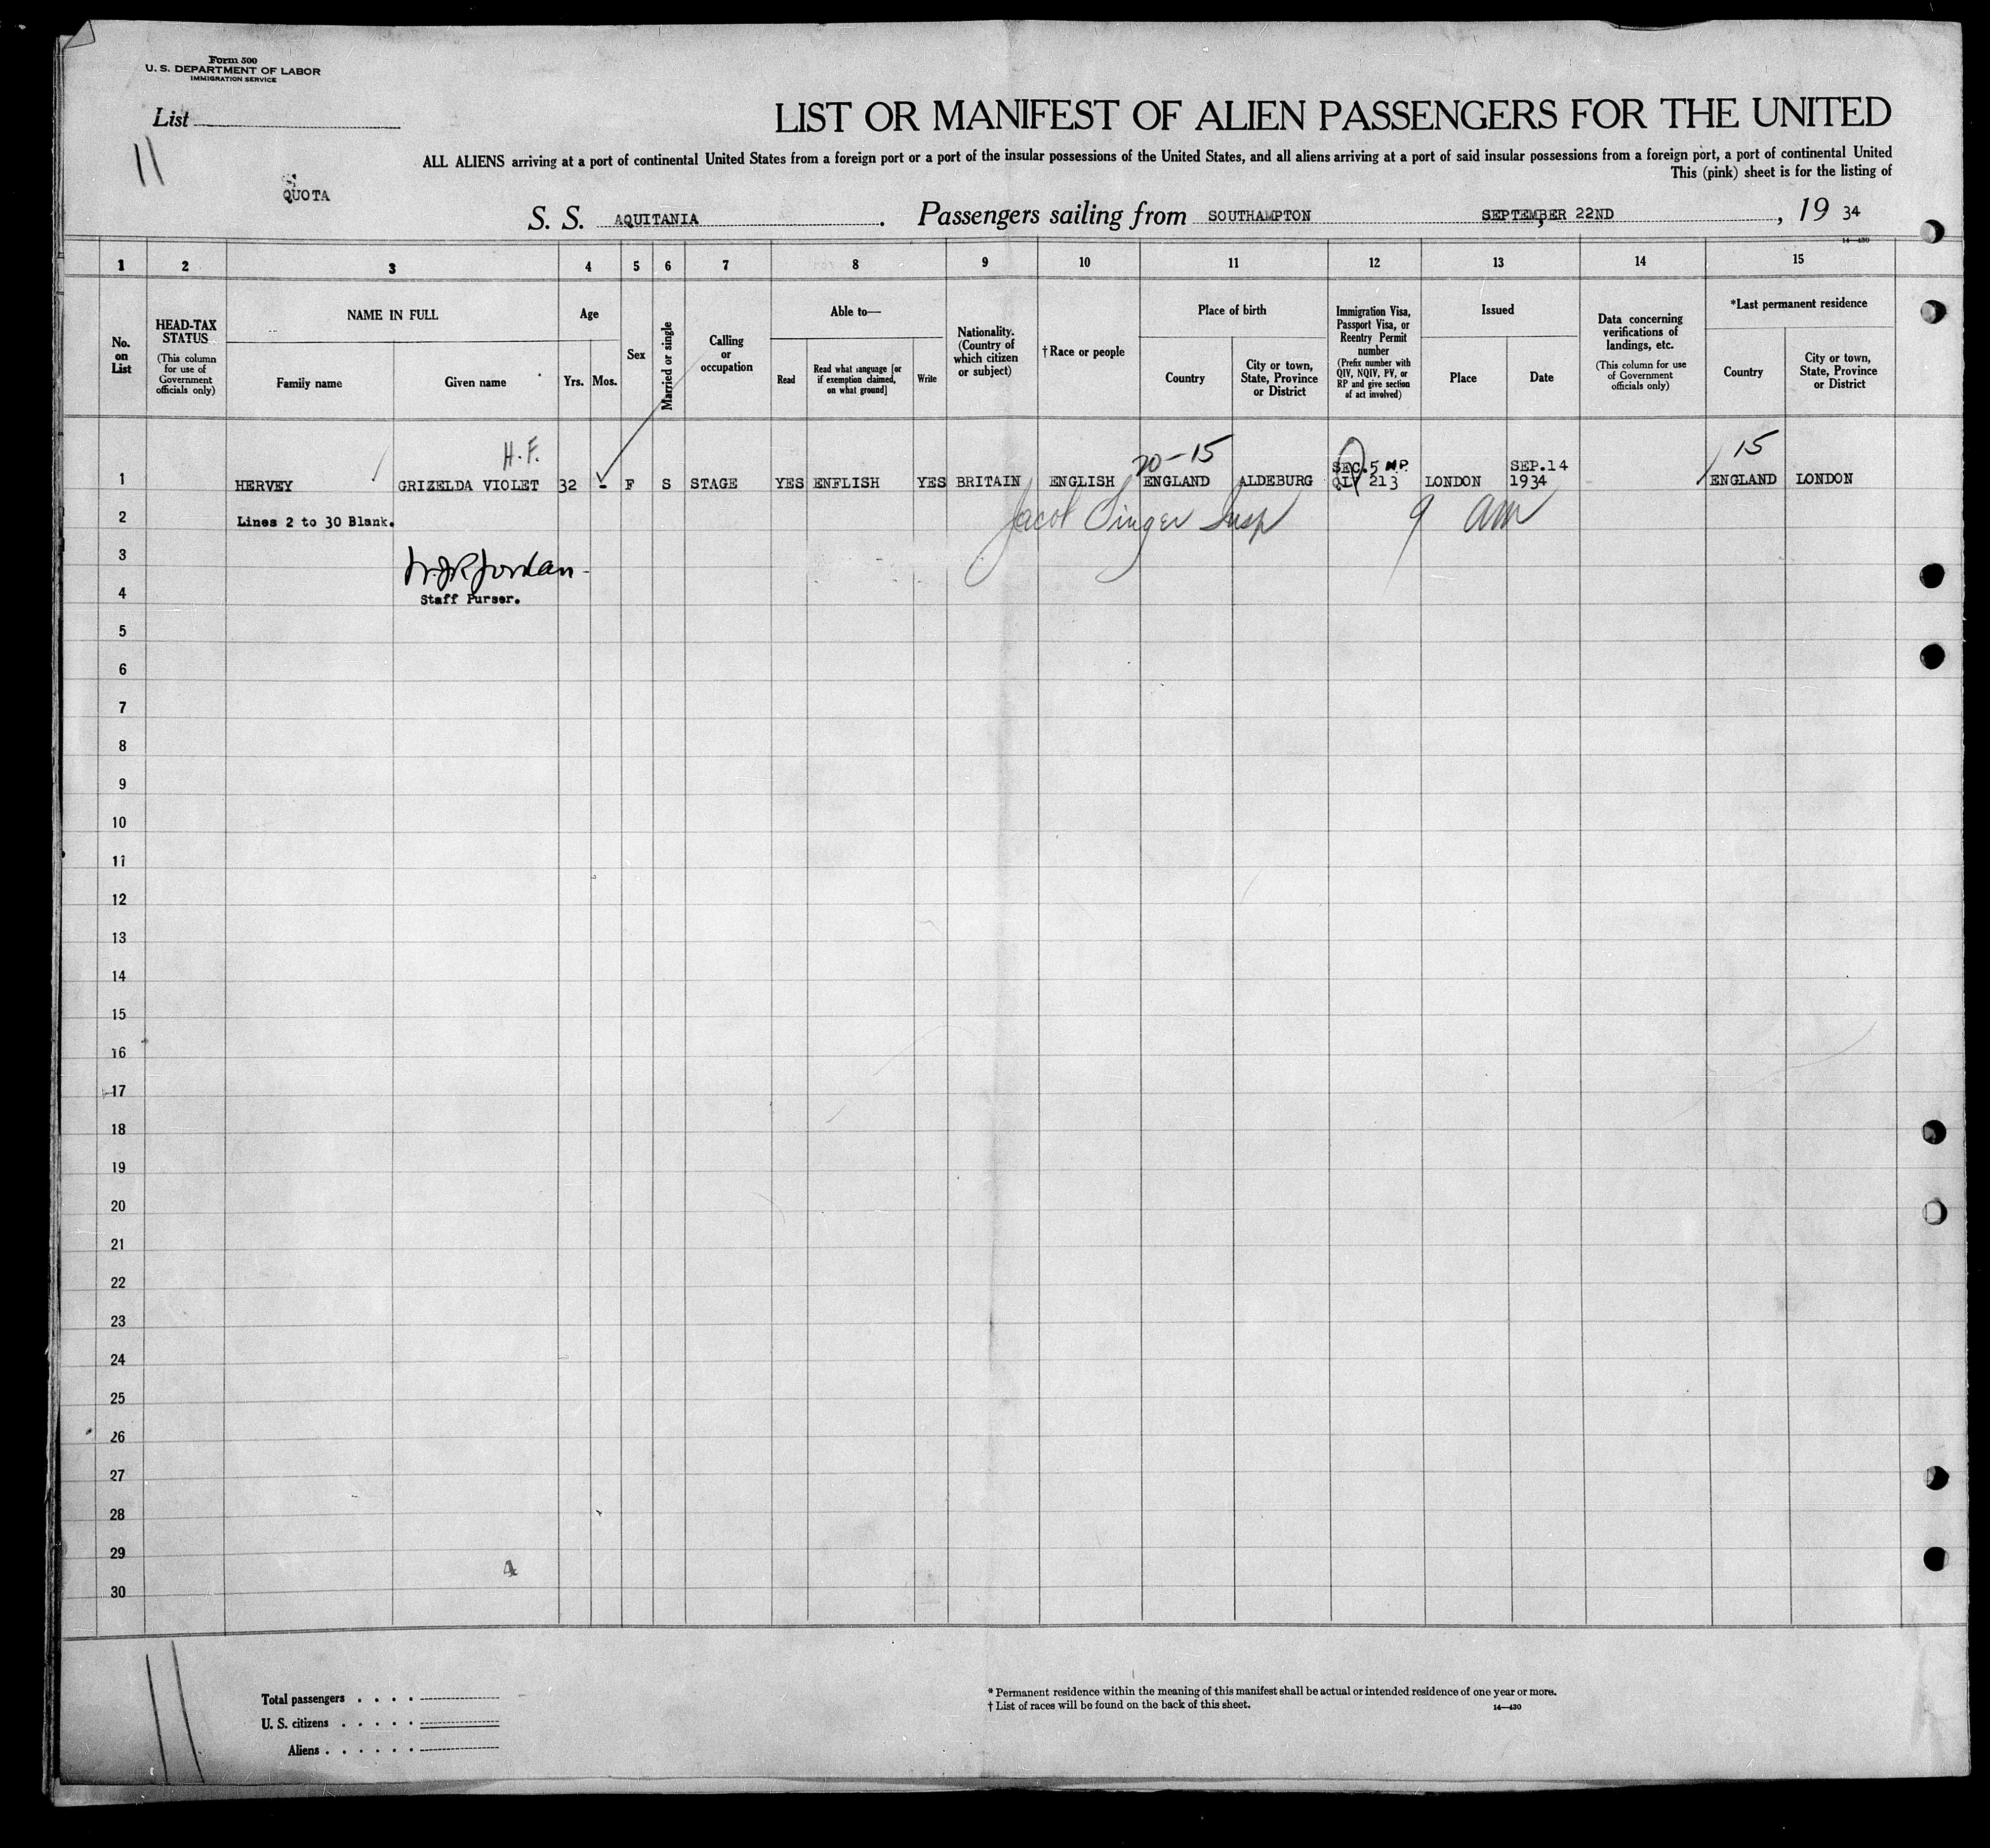 Form 500
U. S. DEPARTMENT OF LABOR
IMMIGRATION SERVICE
List
LIST OR MANIFEST OF ALIEN PASSENGERS FOR THE UNITED
11
ALL ALIENS arriving at a port of continental United States from a foreign port or a port of the insular possessions of the United States, and all aliens arriving at a port of said insular possessions from a foreign port, a port of continental United
This (pink) sheet is for the listing of
QUOTA
S. S. AQUITANIA. Passengers sailing from SOUTHAMPTON SEPTEMBER 22ND, 19 34
14—430
1 2 3 4 5 6 7 8 9 10 11 12 13 14 15
No. on List
HEAD-TAX STATUS (This column for use of Government officials only)
NAME IN FULL
Family name Given name
Age
Yrs. Mos.
Sex
Married or single
Calling or occupation
Able to—
Read Read what language [or if exemption claimed, on what ground] Write
Nationality. (Country of which citizen or subject)
†Race or people
Place of birth
Country City or town, State, Province or District
Immigration Visa, Passport Visa, or Reentry Permit number (Prefix number with QIV, NQIV, PV, or RP and give section of act involved)
Issued
Place Date
Data concerning verifications of landings, etc. (This column for use of Government officials only)
*Last permanent residence
Country City or town, State, Province or District
H.F. 20-15 SEC.5 NP. SEP.14 15
1 HERVEY GRIZELDA VIOLET 32 - F S STAGE YES ENFLISH YES BRITAIN ENGLISH ENGLAND ALDEBURG QIV 213 LONDON 1934 ENGLAND LONDON
2 Lines 2 to 30 Blank. Jacob Singer Insp 9 am
3 Jordan
4 Staff Purser.
5
6
7
8
9
10
11
12
13
14
15
16
17
18
19
20
21
22
23
24
25
26
27
28
29
4
30
Total passengers . . . .
U. S. citizens . . . . .
Aliens . . . . . .
* Permanent residence within the meaning of this manifest shall be actual or intended residence of one year or more.
† List of races will be found on the back of this sheet. 14—430